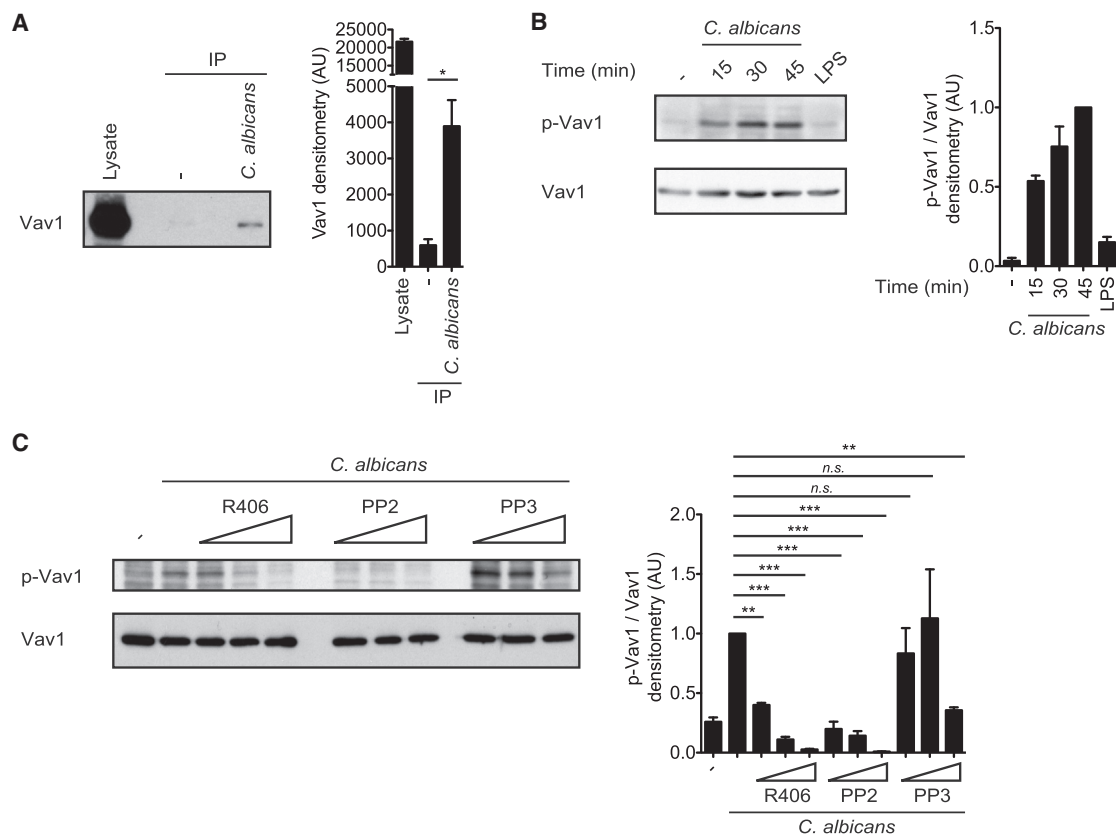 A
IP
Lysate
-
C. albicans
Vav1
Vav1 densitometry (AU)
25000
20000
15000
5000
4000
3000
2000
1000
0
*
Lysate
-
C. albicans
IP
B
C. albicans
Time (min)
- 15 30 45 LPS
p-Vav1
Vav1
p-Vav1 / Vav1
densitometry (AU)
1.5
1.0
0.5
0.0
Time (min)
- 15 30 45 LPS
C. albicans
C
C. albicans
R406 PP2 PP3
-
p-Vav1
Vav1
**
n.s.
n.s.
***
***
***
***
***
**
p-Vav1 / Vav1
densitometry (AU)
2.0
1.5
1.0
0.5
0.0
-
R406 PP2 PP3
C. albicans